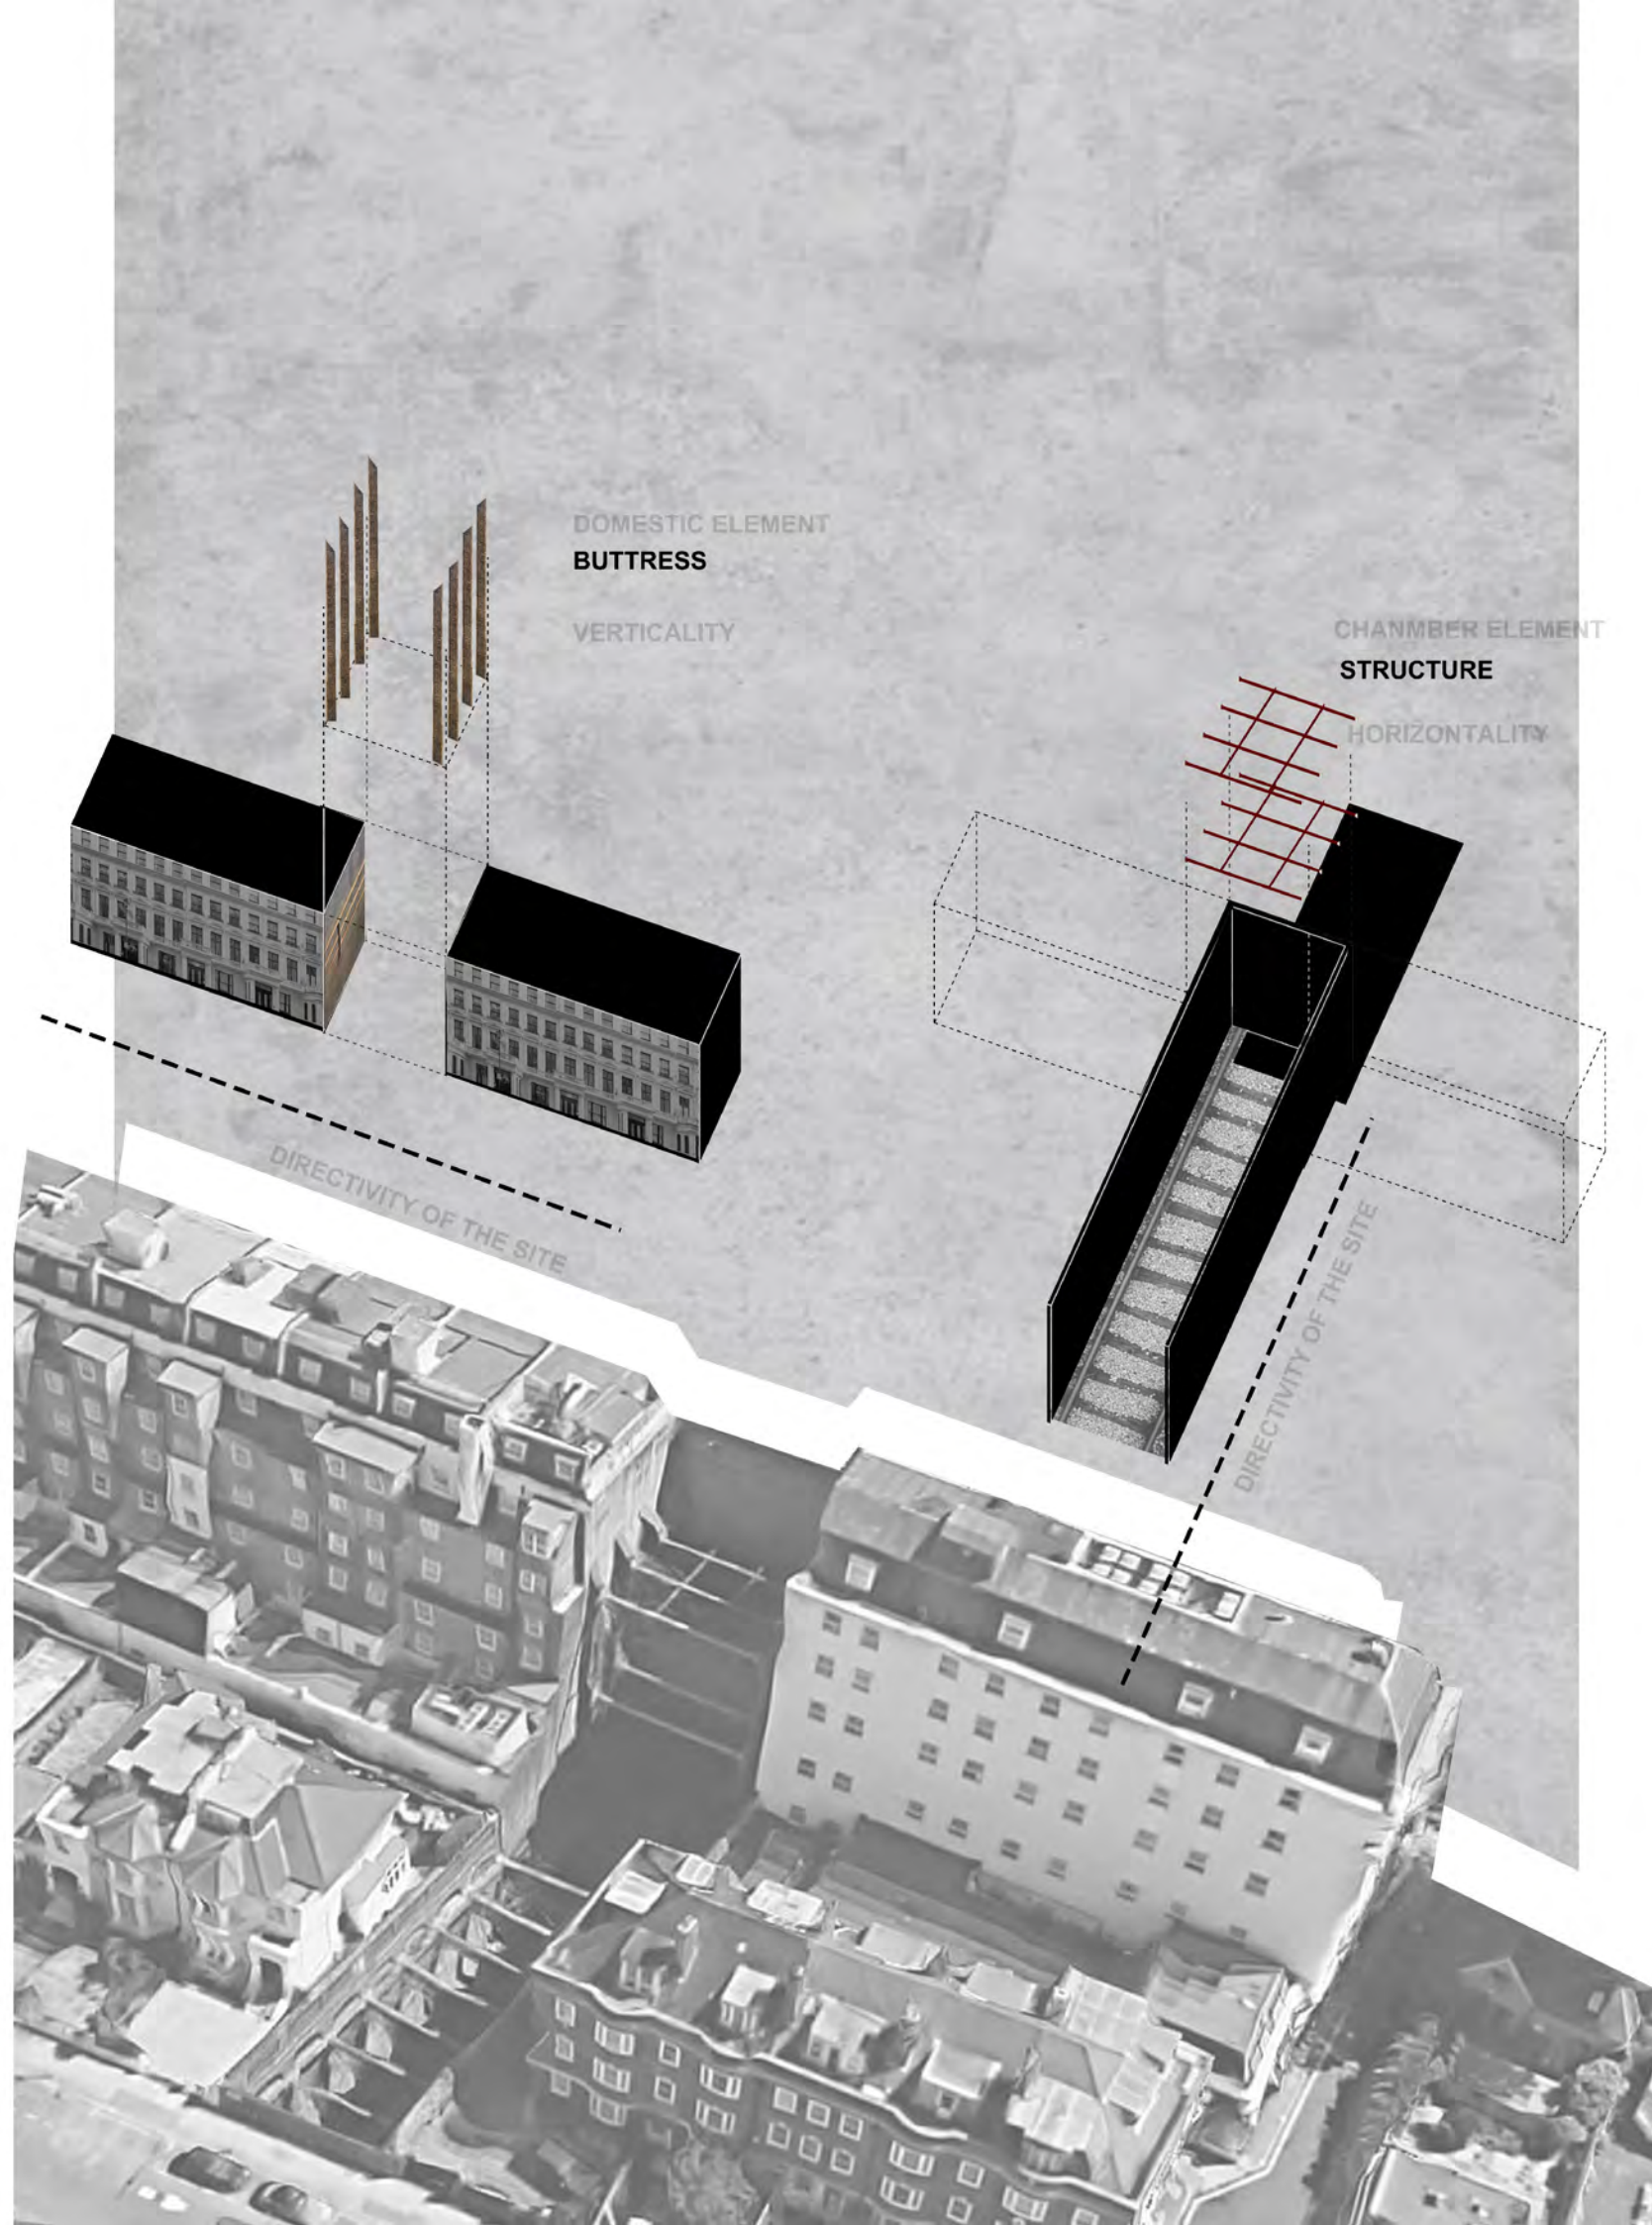 DOMESTIC ELEMENT
BUTTRESS
VERTICALITY
CHANMBER ELEMENT
STRUCTURE
HORIZONTALITY
DIRECTIVITY OF THE SITE
DIRECTIVITY OF THE SITE